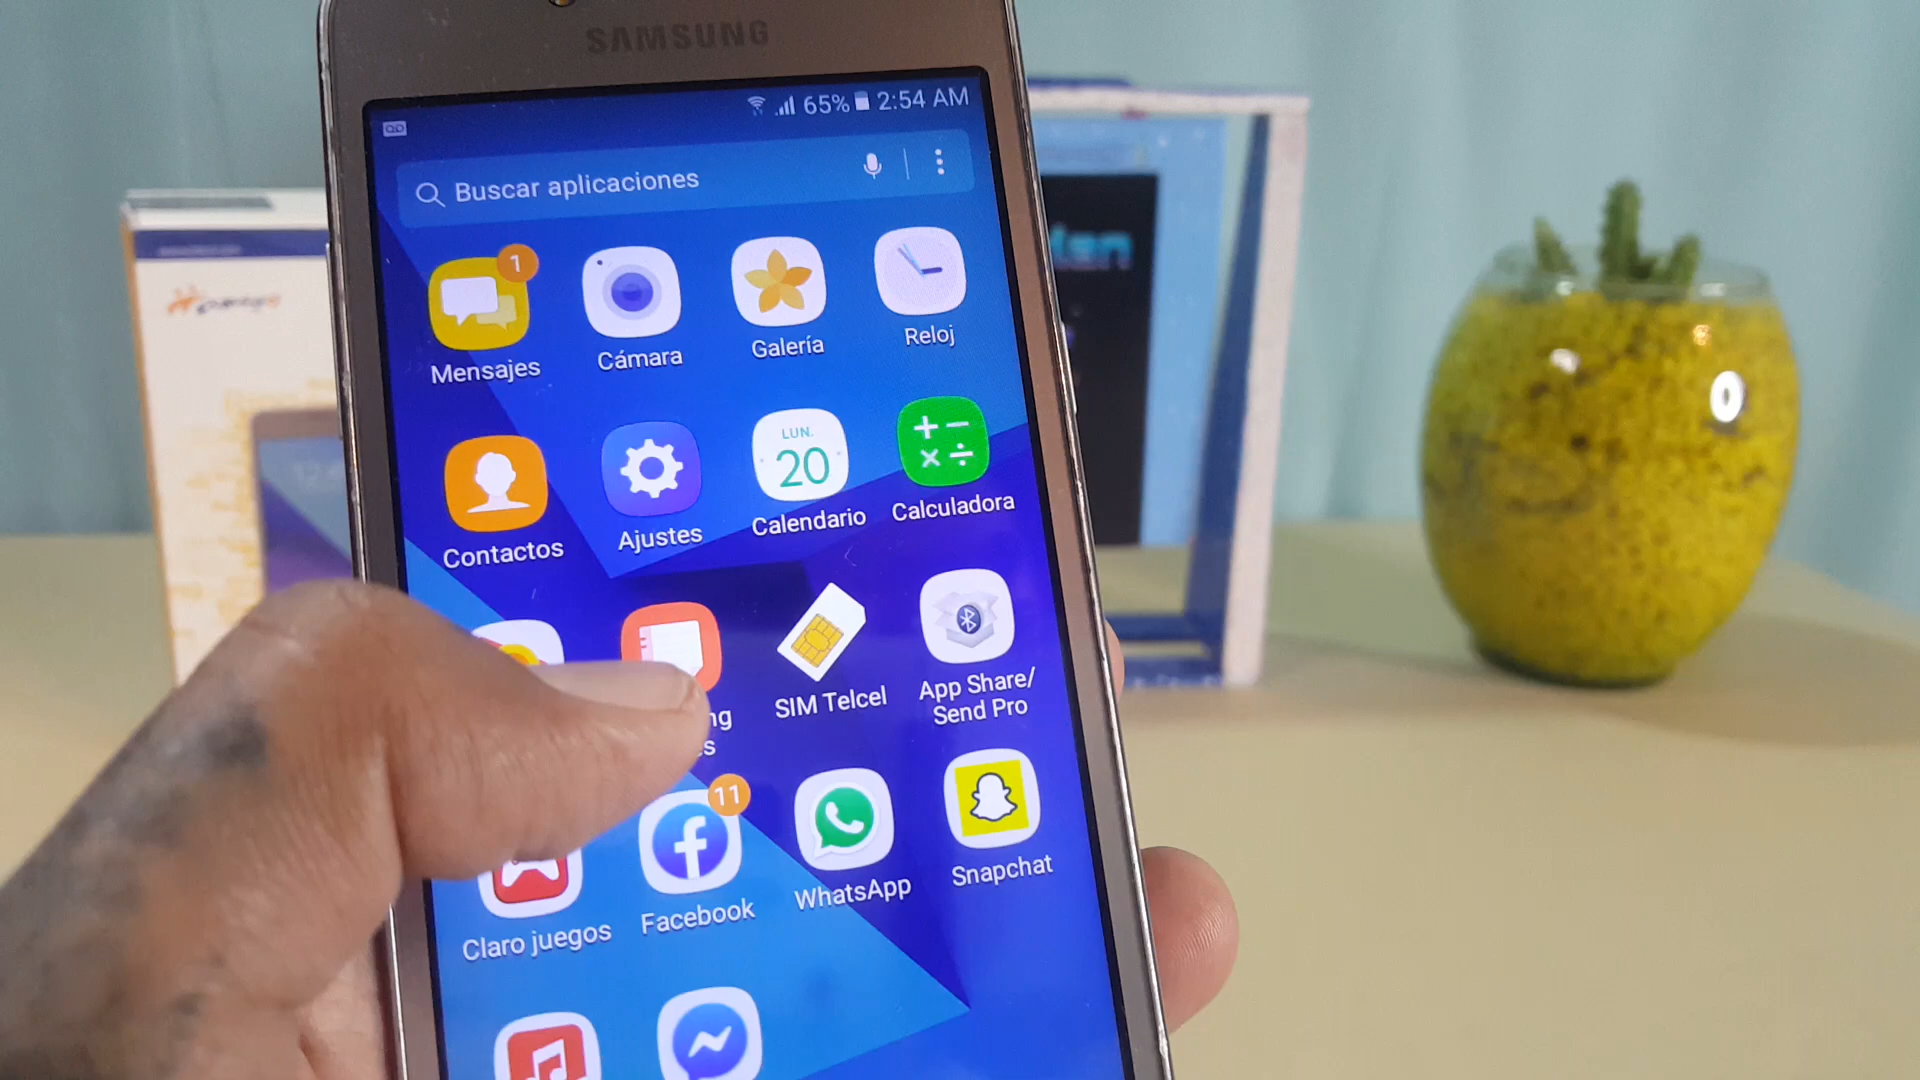 SAMSUNG
65% 2:54 AM
Buscar aplicaciones
1
Mensajes
Cámara
Galería
Reloj
LUN.
20
Contactos
Ajustes
Calendario
Calculadora
SIM Telcel
App Share/
Send Pro
11
Claro juegos
Facebook
WhatsApp
Snapchat